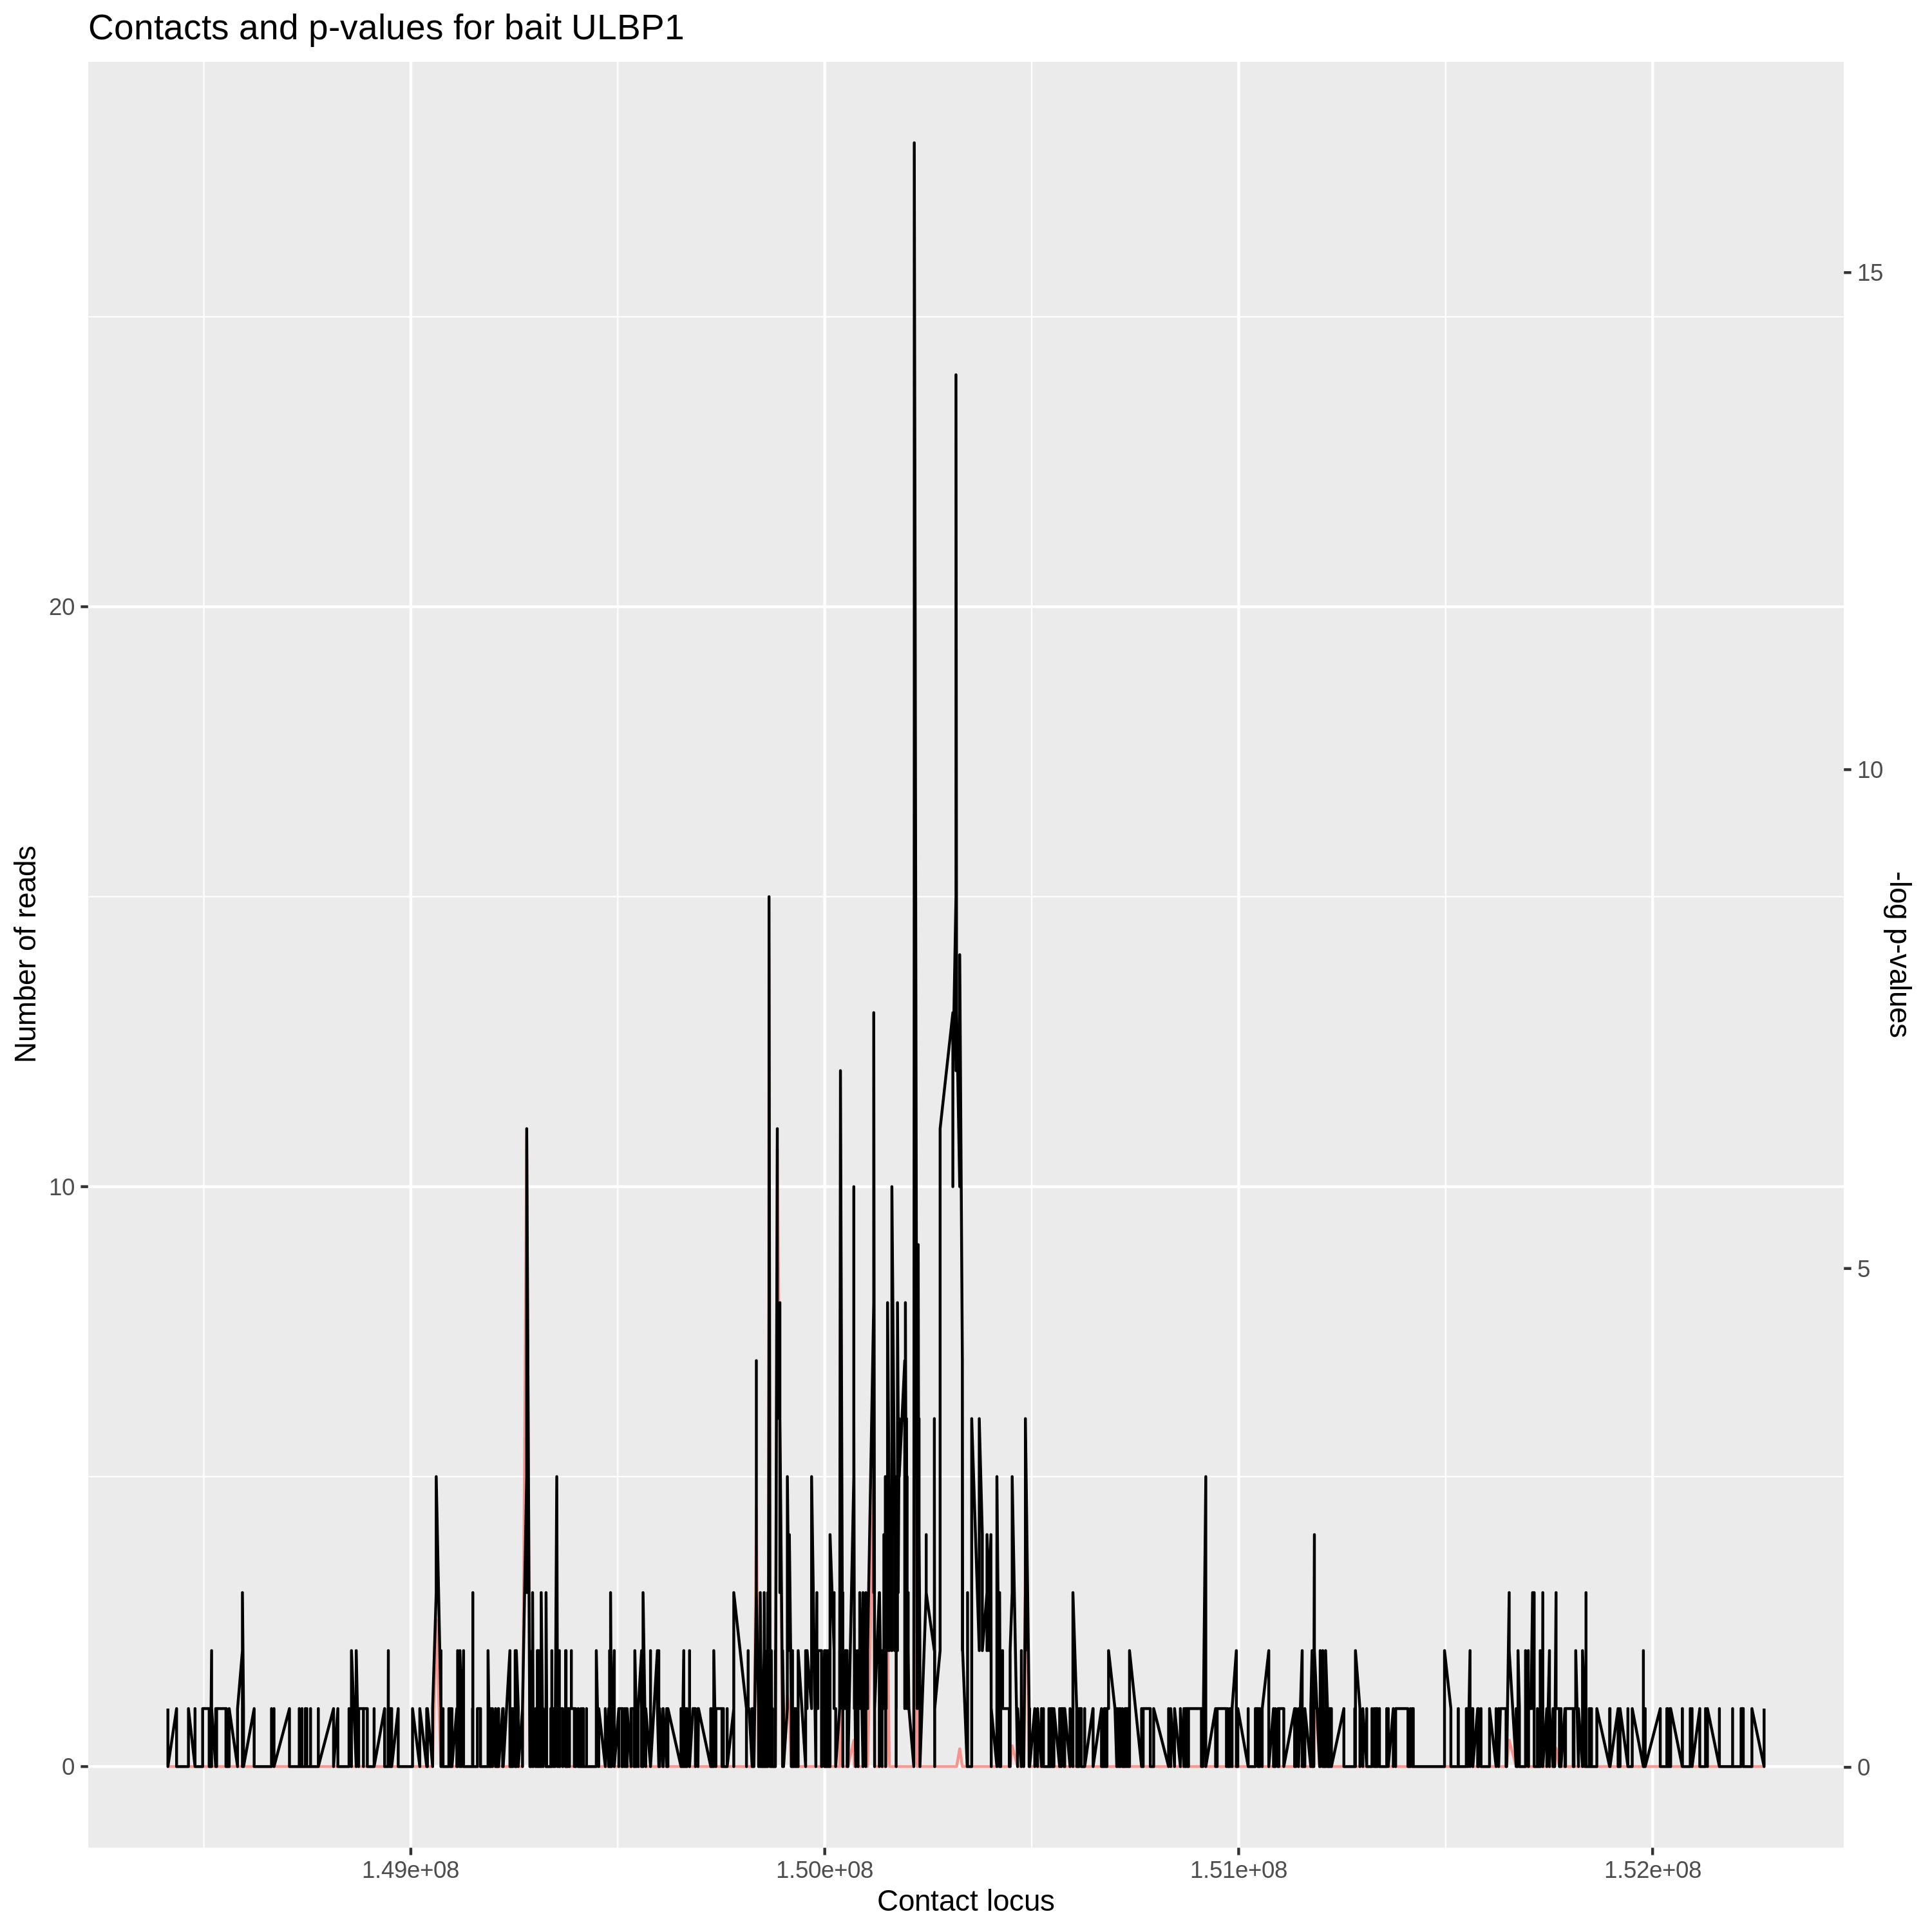 Contacts and p-values for bait ULBP1
Number of reads
20
10
0
15
10
5
0
-log p-values
1.49e+08
1.50e+08
1.51e+08
1.52e+08
Contact locus